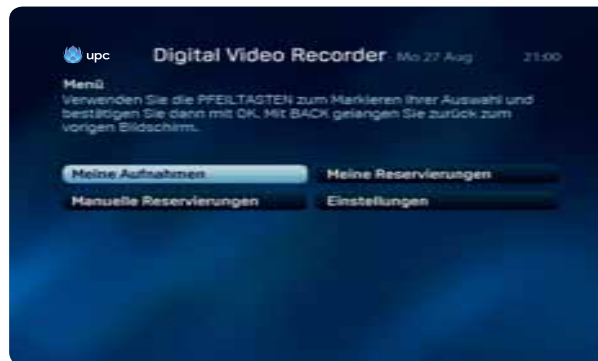 upc Digital Video Recorder Mo 27 Aug 21:00
Menü
Verwenden Sie die PFEILTASTEN zum Markieren Ihrer Auswahl und
bestätigen Sie dann mit OK. Mit BACK gelangen Sie zurück zum
vorigen Bildschirm.
Meine Aufnahmen Meine Reservierungen
Manuelle Reservierungen Einstellungen